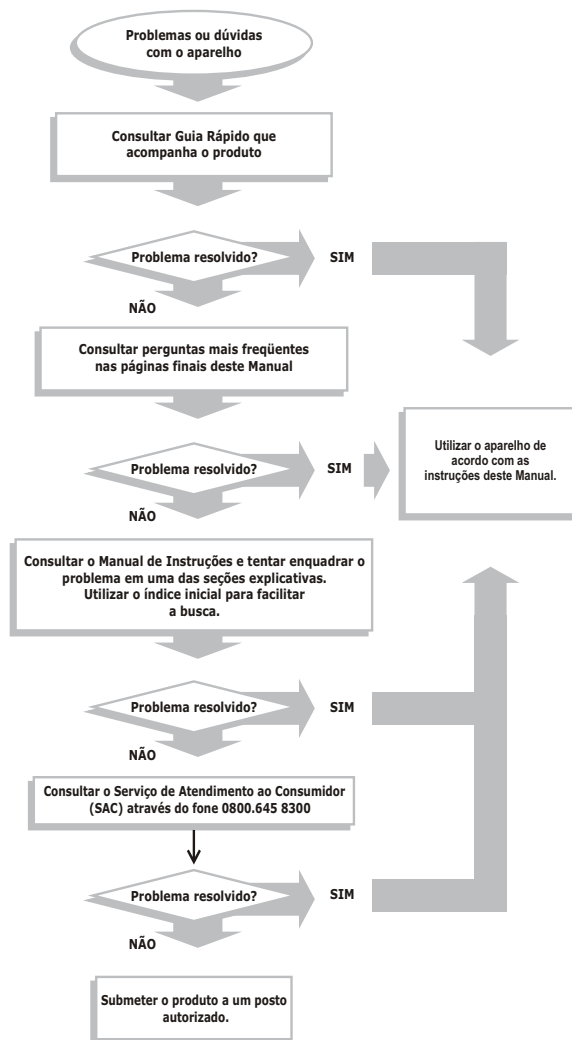 Problemas ou dúvidas
com o aparelho
Consultar Guia Rápido que
acompanha o produto
Problema resolvido?
SIM
NÃO
Consultar perguntas mais freqüentes
nas páginas finais deste Manual
Problema resolvido?
SIM
Utilizar o aparelho de
acordo com as
instruções deste Manual.
NÃO
Consultar o Manual de Instruções e tentar enquadrar o
problema em uma das seções explicativas.
Utilizar o índice inicial para facilitar
a busca.
Problema resolvido?
SIM
NÃO
Consultar o Serviço de Atendimento ao Consumidor
(SAC) através do fone 0800.645 8300
Problema resolvido?
SIM
NÃO
Submeter o produto a um posto
autorizado.